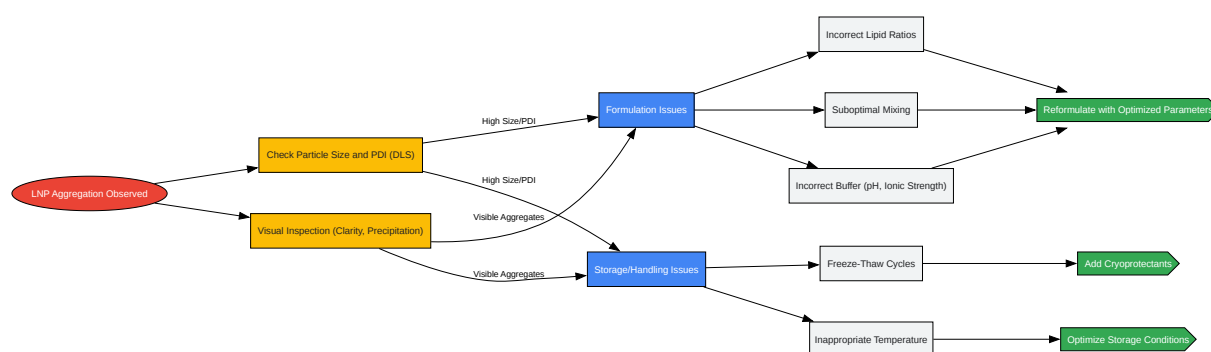 LNP Aggregation Observed
Check Particle Size and PDI (DLS)
Visual Inspection (Clarity, Precipitation)
High Size/PDI
High Size/PDI
Visible Aggregates
Visible Aggregates
Formulation Issues
Storage/Handling Issues
Incorrect Lipid Ratios
Suboptimal Mixing
Incorrect Buffer (pH, Ionic Strength)
Freeze-Thaw Cycles
Inappropriate Temperature
Reformulate with Optimized Parameters
Add Cryoprotectants
Optimize Storage Conditions